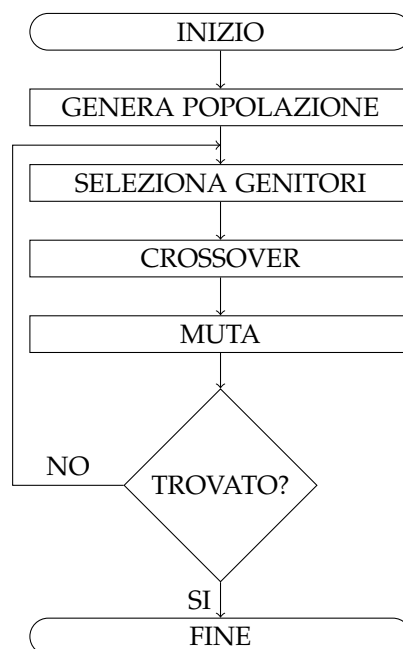 INIZIO
GENERA POPOLAZIONE
SELEZIONA GENITORI
CROSSOVER
MUTA
NO
TROVATO?
SI
FINE